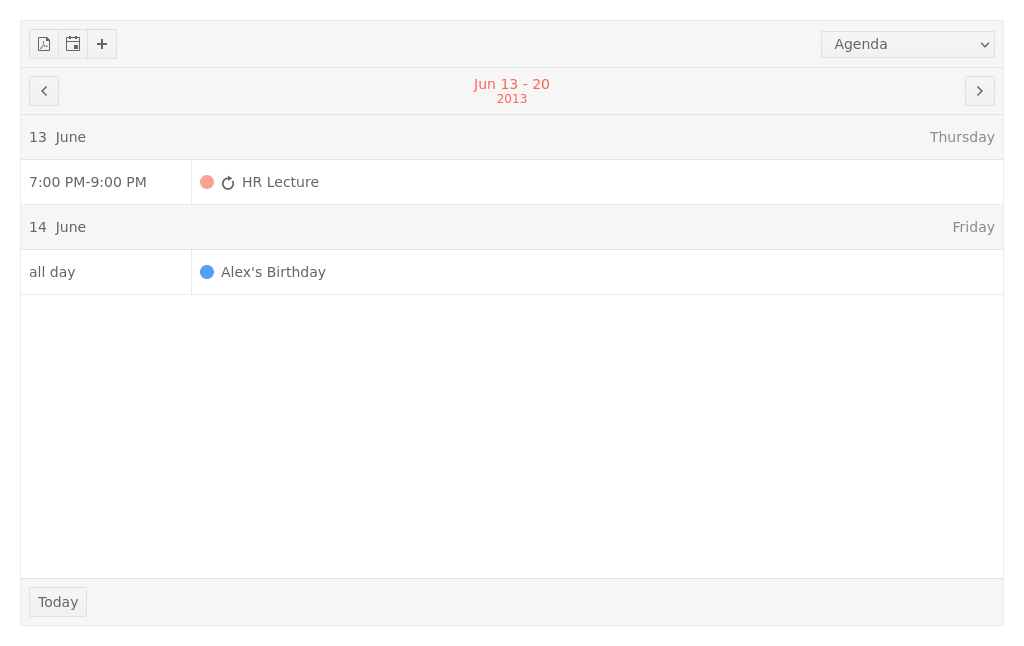 Agenda
Jun 13 - 20
2013
13 June Thursday
7:00 PM-9:00 PM HR Lecture
14 June Friday
all day Alex's Birthday
Today